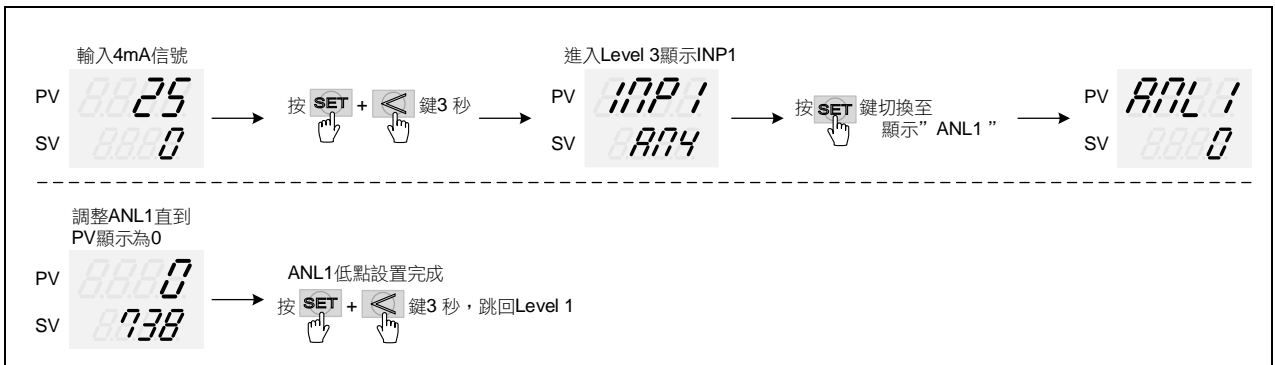 輸入4mA信號
PV 25
SV 0
按 SET + < 鍵3 秒
進入Level 3顯示INP1
PV INP1
SV ANY
按 SET 鍵切換至
顯示”ANL1 ”
PV ANL1
SV 0
調整ANL1直到
PV顯示為0
PV 0
SV 738
ANL1低點設置完成
按 SET + < 鍵3 秒，跳回Level 1